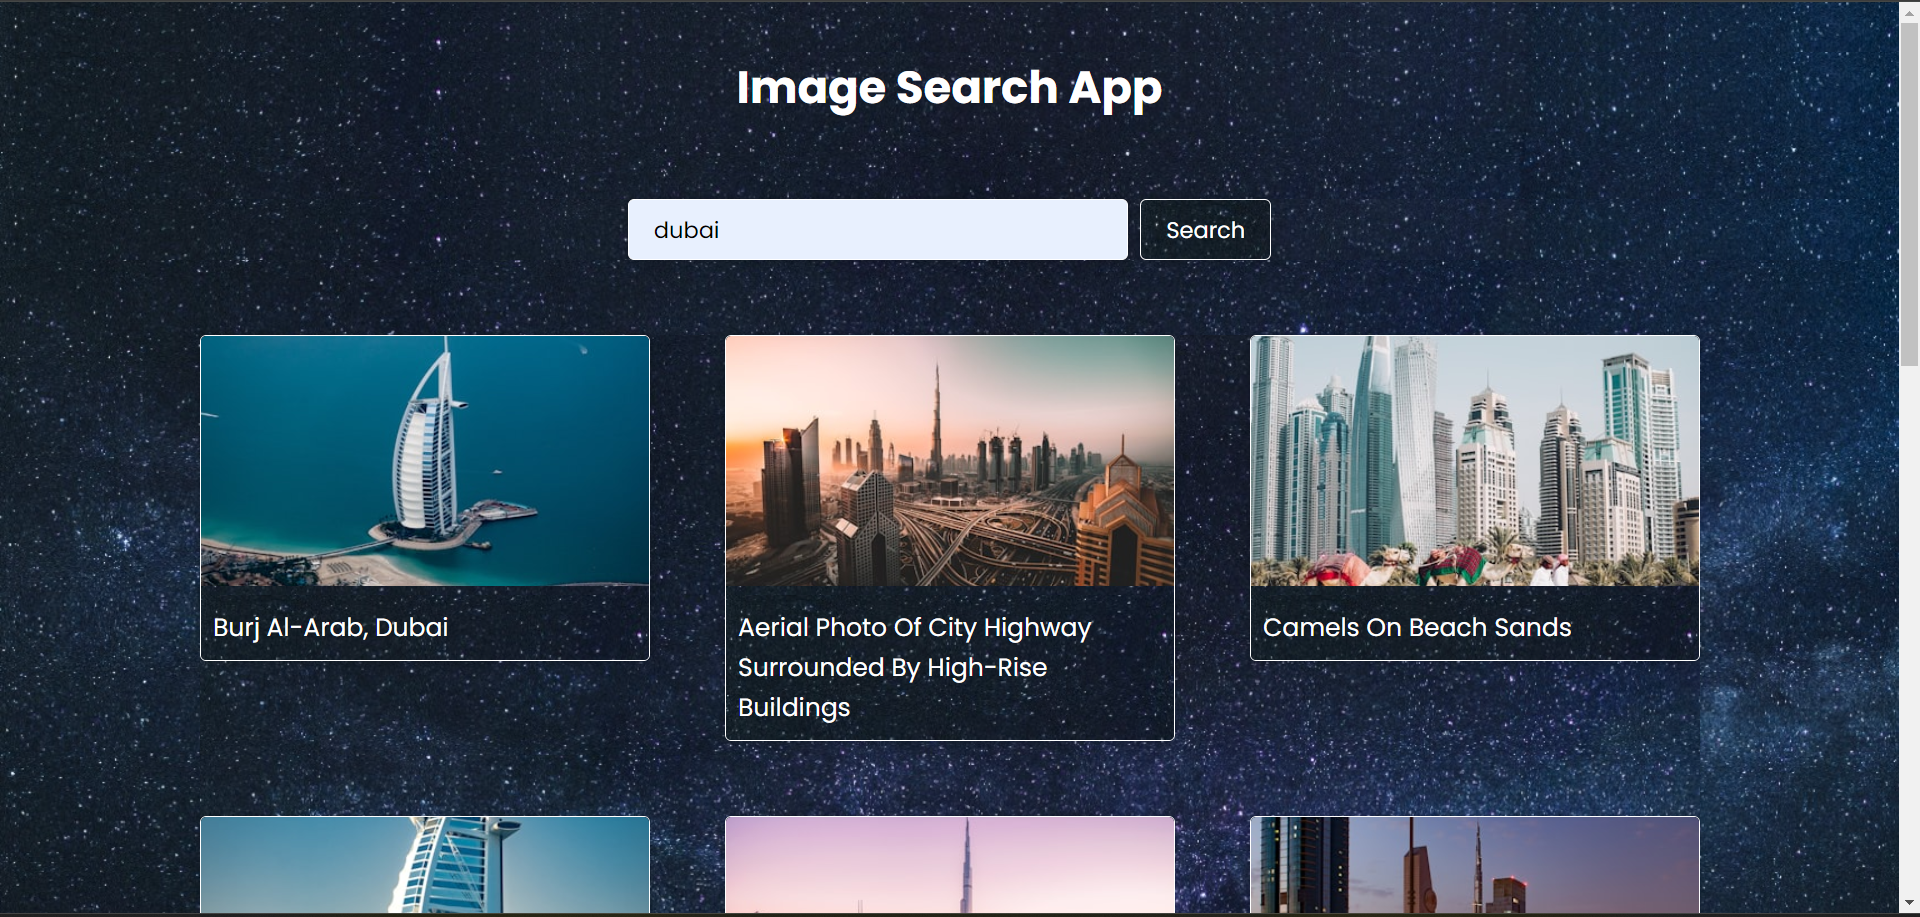 Image Search App
dubai
Search
Burj Al-Arab, Dubai
Aerial Photo Of City Highway
Surrounded By High-Rise
Buildings
Camels On Beach Sands